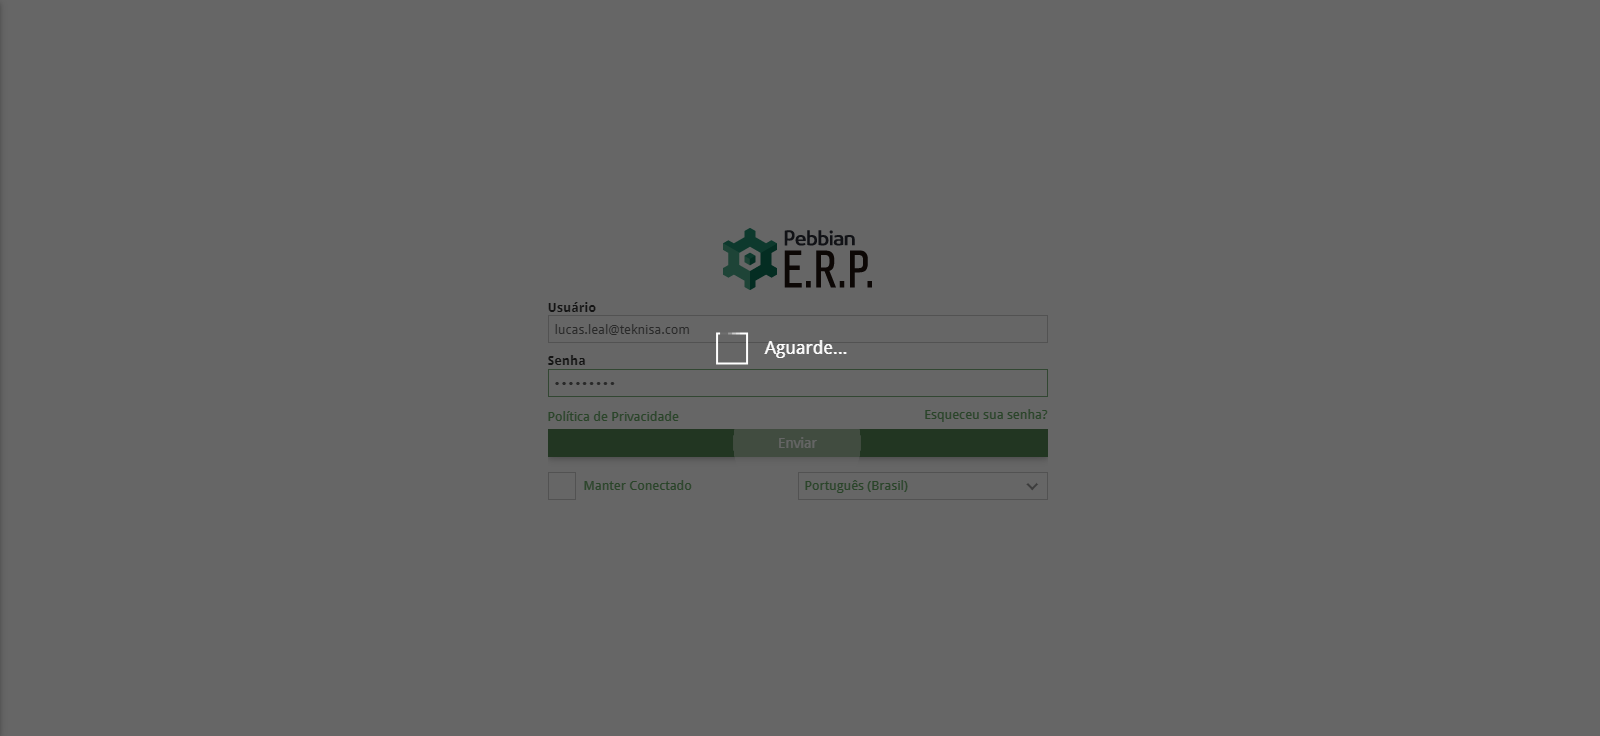 Pebbian
E.R.P.
Usuário
lucas.leal@teknisa.com
Aguarde...
Senha
•••••••••
Política de Privacidade
Esqueceu sua senha?
Enviar
Manter Conectado
Português (Brasil)